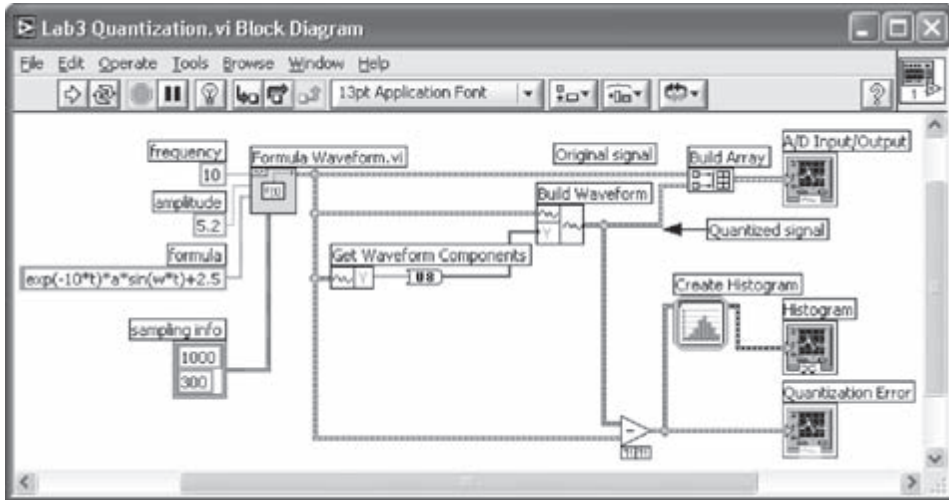 Lab3 Quantization.vi Block Diagram
File Edit Operate Tools Browse Window Help
13pt Application Font
1
frequency
10
amplitude
5.2
formula
exp(-10*t)*a*sin(w*t)+2.5
sampling info
1000
300
Formula Waveform.vi
Original signal
Build Array
A/D Input/Output
Build Waveform
Y
Quantized signal
Get Waveform Components
Y
U8
Create Histogram
Histogram
Quantization Error